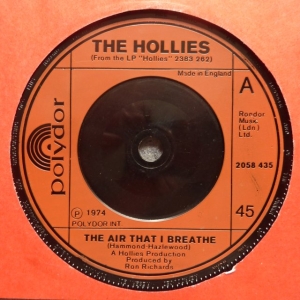 THE HOLLIES
(From the LP "Hollies" 2383 262)
Made in England
A
Rondor
Music
(Ldn)
Ltd.
polydor
2058 435
℗ 1974
POLYDOR INT
45
THE AIR THAT I BREATHE
(Hammond Hazlewood)
A Hollies Production
Produced by
Ron Richards